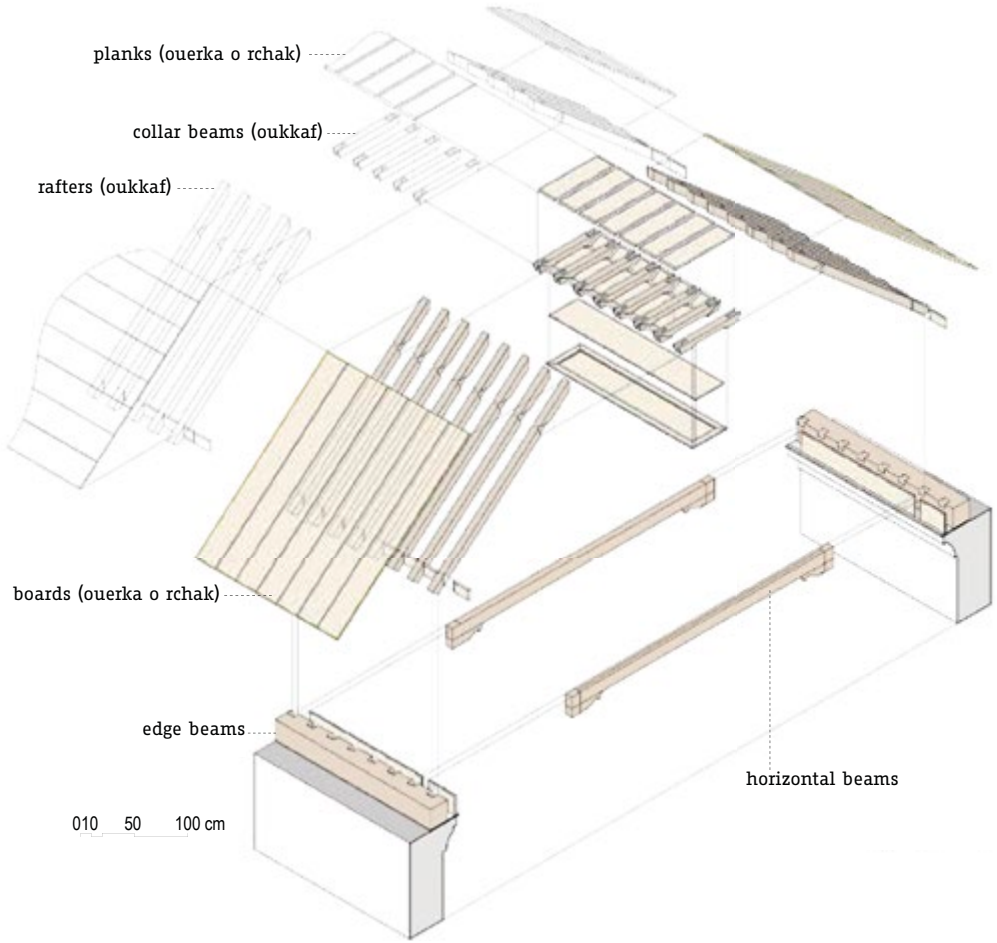 planks (ouerka o rchak)
collar beams (oukkaf)
rafters (oukkaf)
boards (ouerka o rchak)
edge beams
horizontal beams
010 50 100 cm